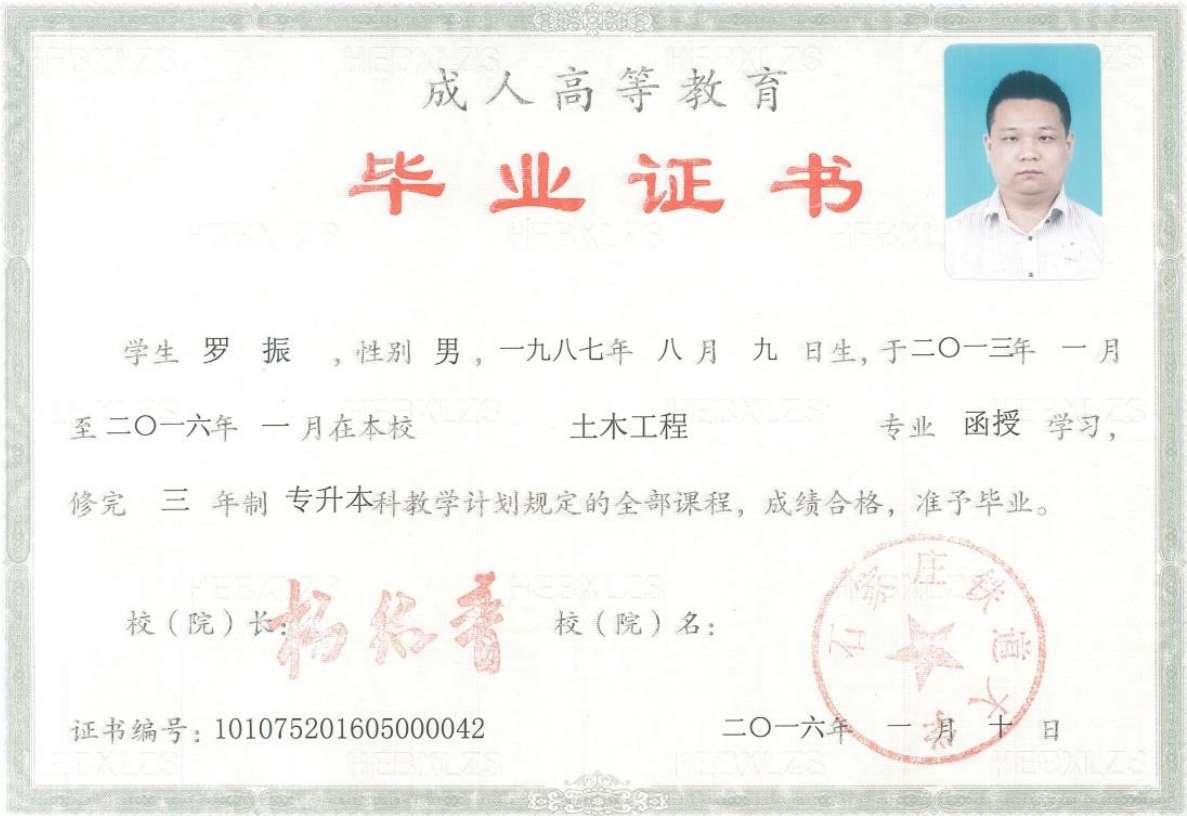 成人高等教育
毕业证书
学生 罗 振 ，性别 男，一九八七年 八 月 九 日生，于二〇一三年 一 月
至二〇一六年 一 月在本校 土木工程 专业 函授 学习，
修完 三 年制 专升本科教学计划规定的全部课程，成绩合格，准予毕业。
校（院）长：杨绍普 校（院）名：
石家庄铁道大学
证书编号：101075201605000042 二〇一六年 一 月 十 日
HEBXLZS